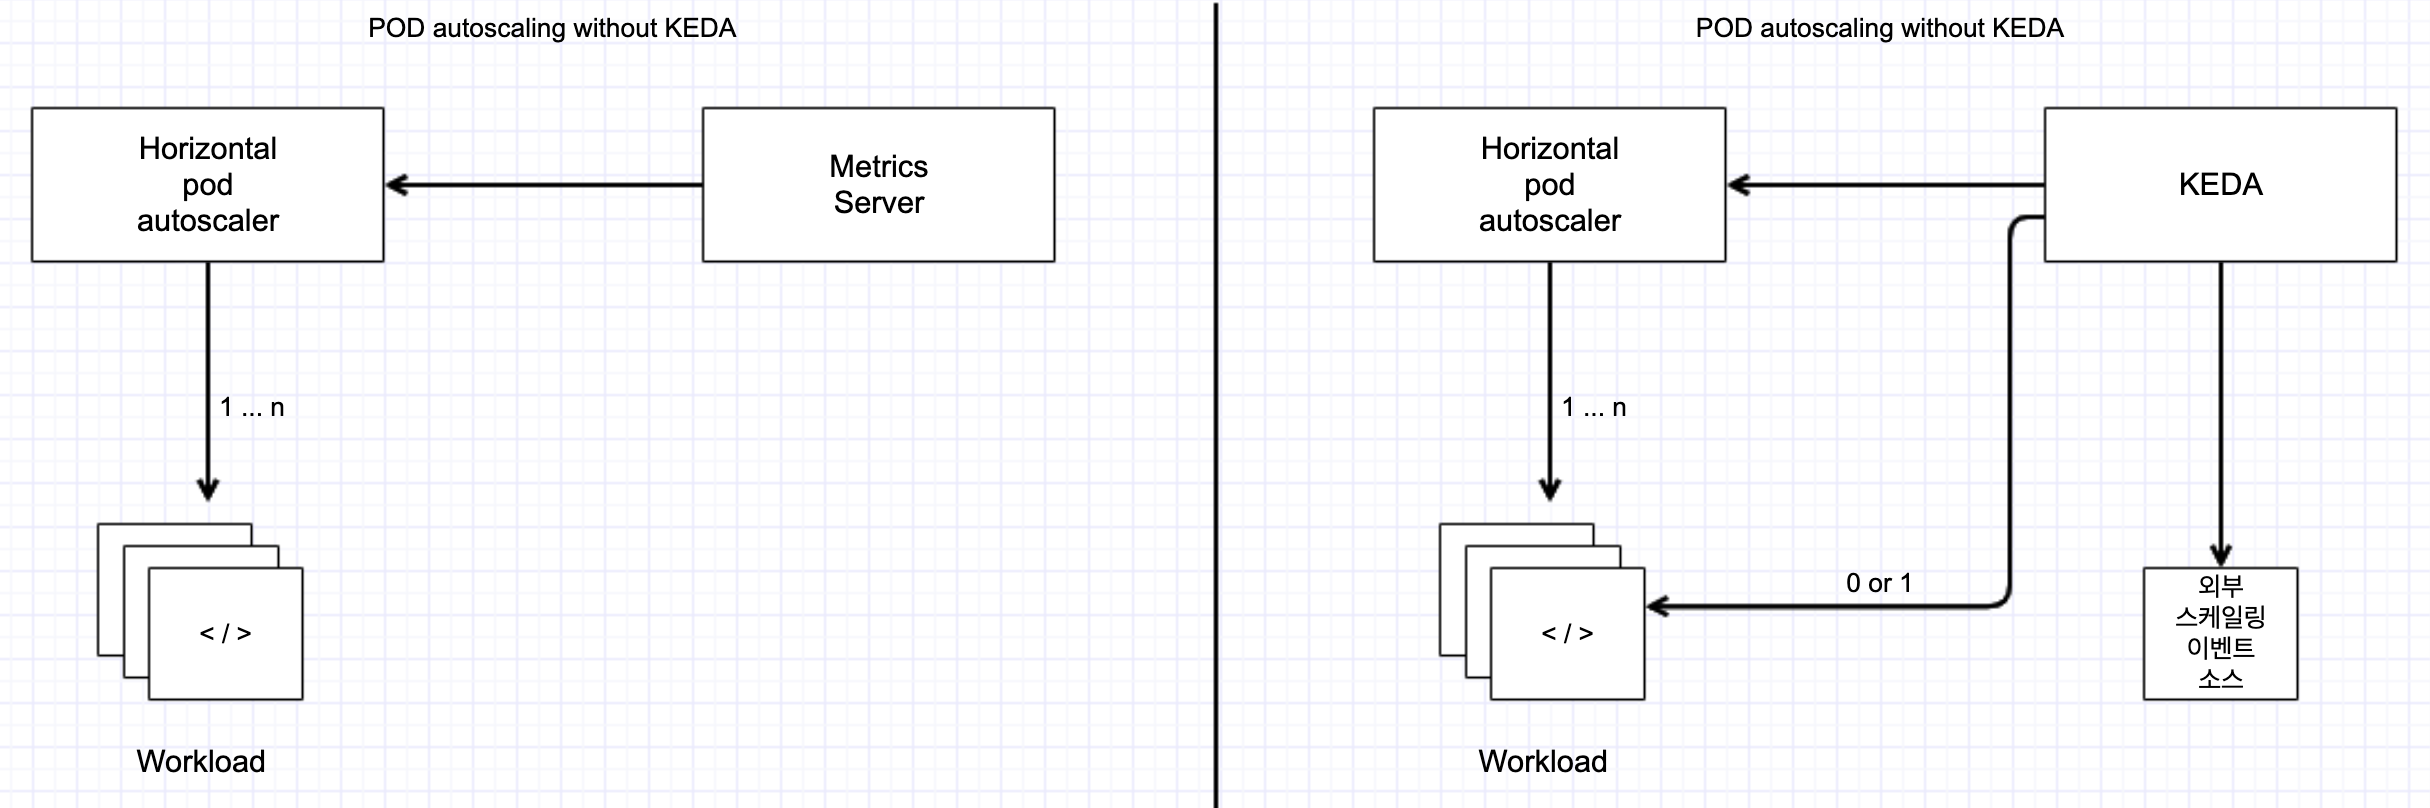 POD autoscaling without KEDA
Horizontal
pod
autoscaler
Metrics
Server
1 ... n
< / >
Workload
POD autoscaling without KEDA
Horizontal
pod
autoscaler
KEDA
1 ... n
0 or 1
< / >
외부
스케일링
이벤트
소스
Workload